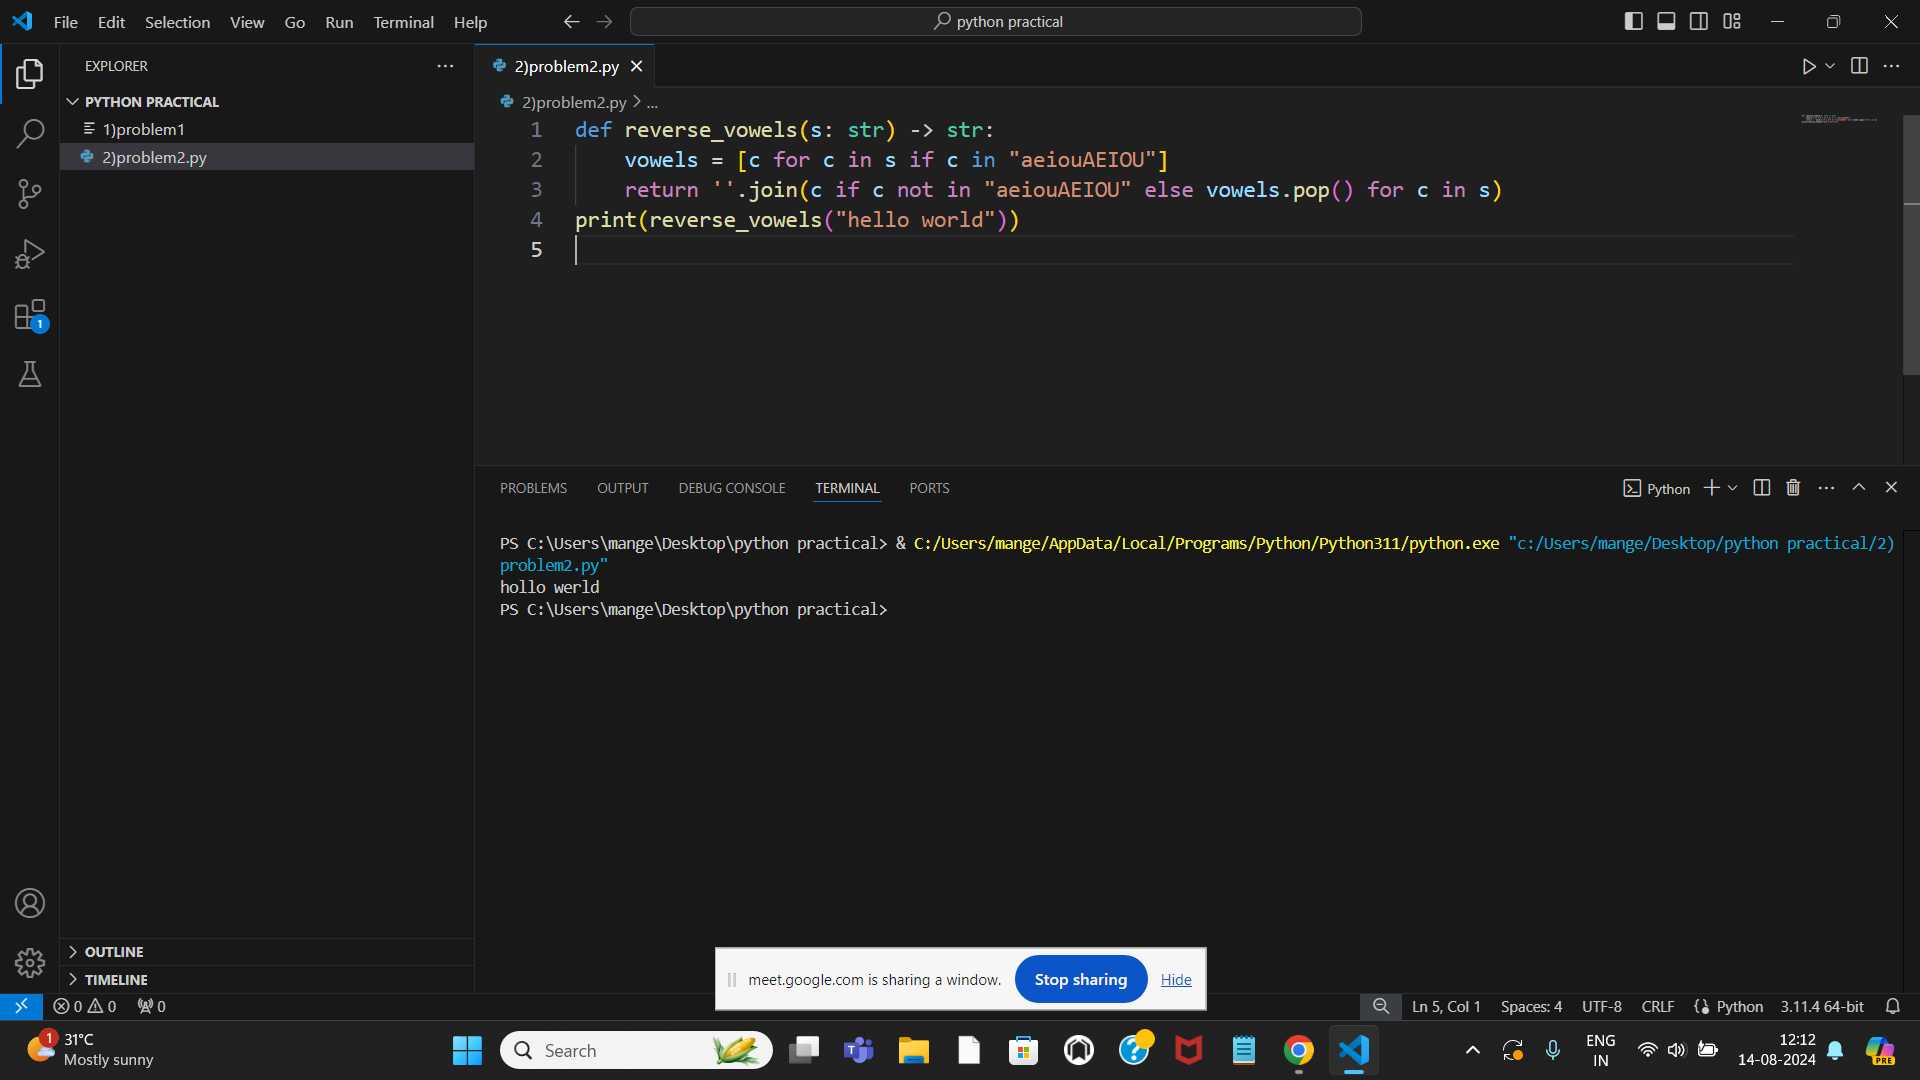 File Edit Selection View Go Run Terminal Help
python practical
EXPLORER
PYTHON PRACTICAL
1)problem1
2)problem2.py
1
2)problem2.py
2)problem2.py > ...
1 def reverse_vowels(s: str) -> str:
2 vowels = [c for c in s if c in "aeiouAEIOU"]
3 return ''.join(c if c not in "aeiouAEIOU" else vowels.pop() for c in s)
4 print(reverse_vowels("hello world"))
5
PROBLEMS OUTPUT DEBUG CONSOLE TERMINAL PORTS
Python
PS C:\Users\mange\Desktop\python practical> & C:/Users/mange/AppData/Local/Programs/Python/Python311/python.exe "c:/Users/mange/Desktop/python practical/2)
problem2.py"
hollo werld
PS C:\Users\mange\Desktop\python practical>
OUTLINE
TIMELINE
meet.google.com is sharing a window. Stop sharing Hide
0 0 0
Ln 5, Col 1 Spaces: 4 UTF-8 CRLF {} Python 3.11.4 64-bit
1
31°C
Mostly sunny
Search
T
?
PRE
ENG
IN
12:12
14-08-2024